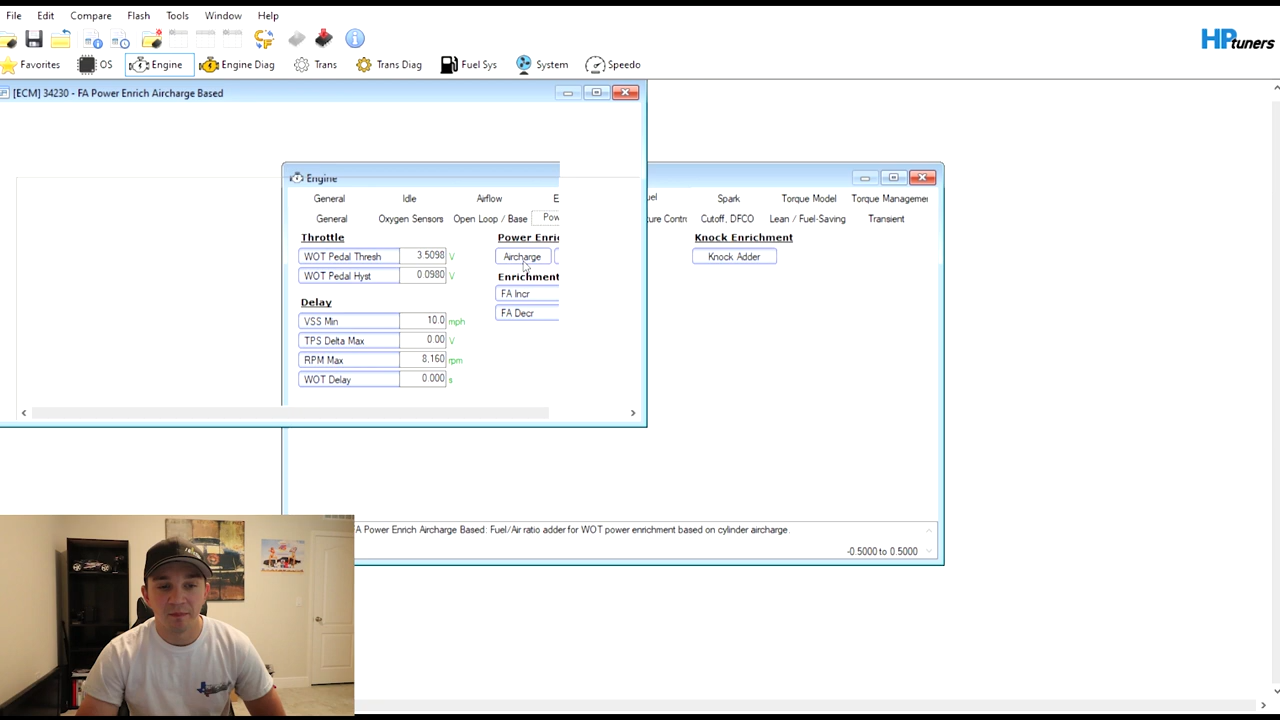 File Edit Compare Flash Tools Window Help
HPtuners
Favorites OS Engine Engine Diag Trans Trans Diag Fuel Sys System Speedo
[ECM] 34230 - FA Power Enrich Aircharge Based
Engine
General Idle Airflow Spark Torque Model Torque Managemer
General Oxygen Sensors Open Loop / Base Pow Cutoff, DFCO Lean / Fuel-Saving Transient
Throttle Power Enri Knock Enrichment
WOT Pedal Thresh 3.5098 V Aircharge Knock Adder
WOT Pedal Hyst 0.0980 V Enrichment
Delay FA Incr
VSS Min 10.0 mph FA Decr
TPS Delta Max 0.00 V
RPM Max 8,160 rpm
WOT Delay 0.000 s
FA Power Enrich Aircharge Based: Fuel/Air ratio adder for WOT power enrichment based on cylinder aircharge.
-0.5000 to 0.5000